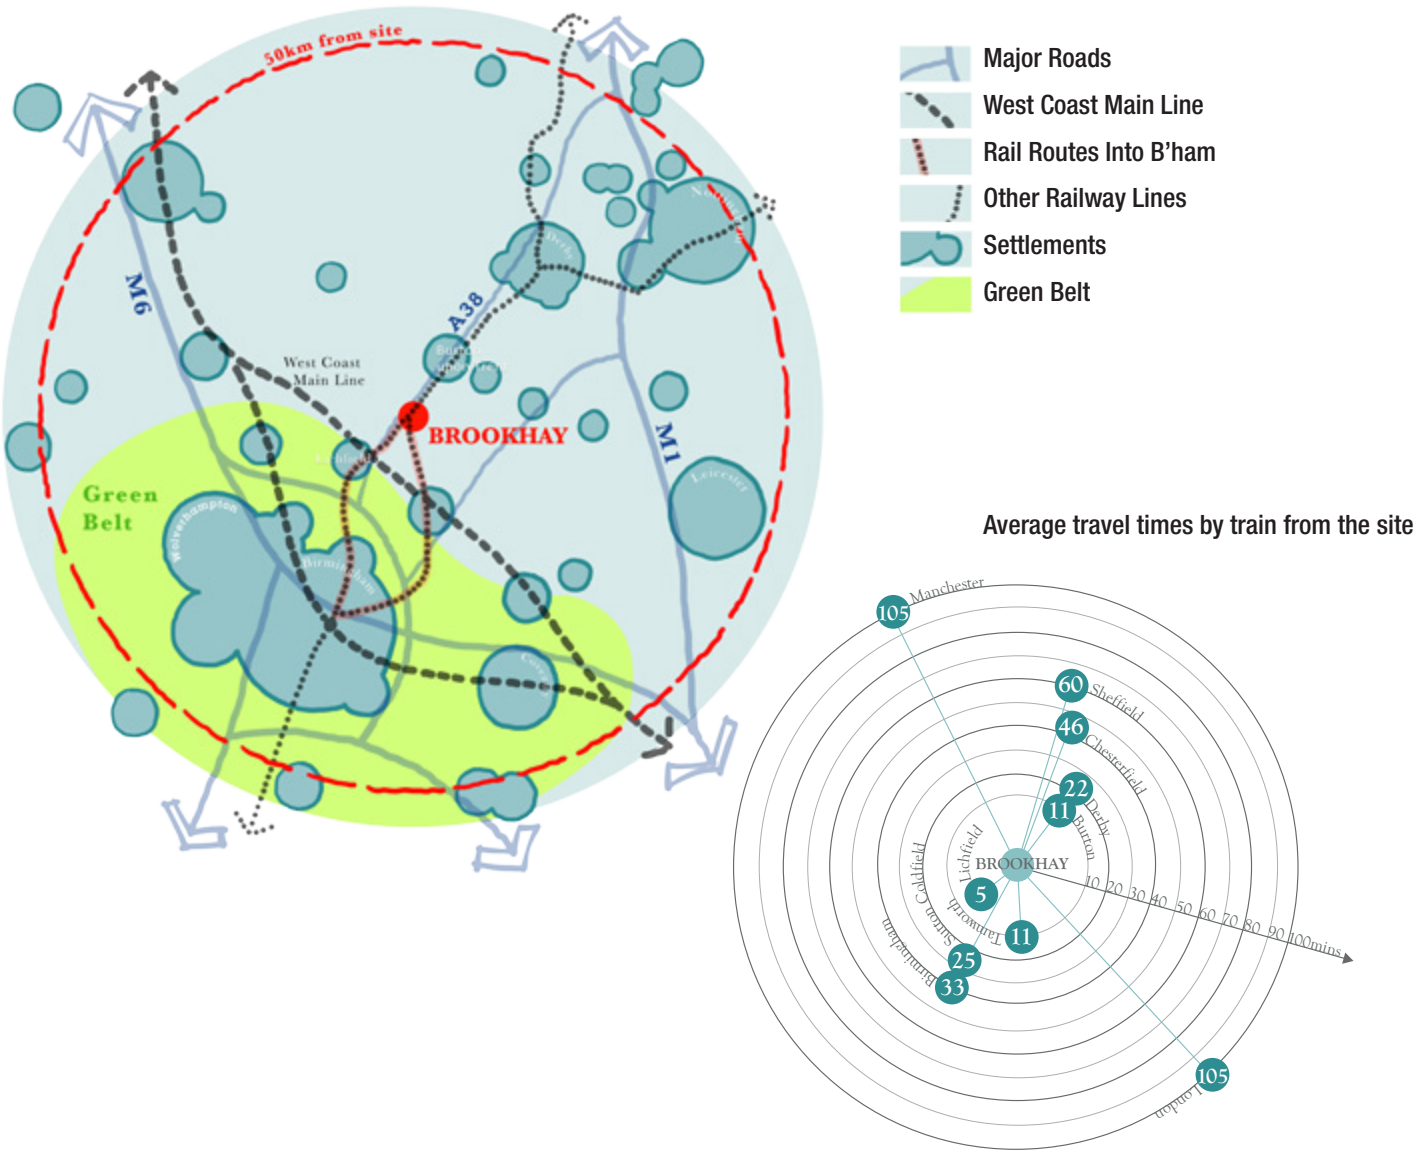 50km from site
Major Roads
West Coast Main Line
Rail Routes Into B'ham
Other Railway Lines
Settlements
Green Belt
M6
A38
Derby
West Coast
Main Line
BROOKHAY
M1
Leicester
Green
Belt
Wolverhampton
Birmingham
Average travel times by train from the site
Manchester
105
60
Sheffield
46
Chesterfield
22
Derby
11
Burton
Lichfield
BROOKHAY
5
Tamworth
11
Sutton Coldfield
25
Birmingham
33
10 20 30 40 50 60 70 80 90 100mins
105
London